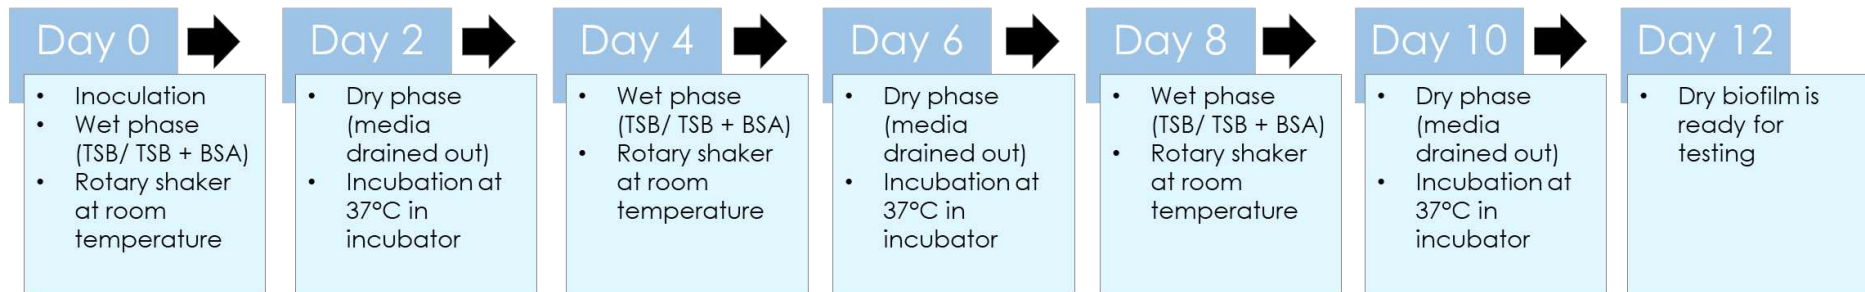 Day 0
• Inoculation
• Wet phase
(TSB/ TSB + BSA)
• Rotary shaker
at room
temperature
Day 2
• Dry phase
(media
drained out)
• Incubation at
37°C in
incubator
Day 4
• Wet phase
(TSB/ TSB + BSA)
• Rotary shaker
at room
temperature
Day 6
• Dry phase
(media
drained out)
• Incubation at
37°C in
incubator
Day 8
• Wet phase
(TSB/ TSB + BSA)
• Rotary shaker
at room
temperature
Day 10
• Dry phase
(media
drained out)
• Incubation at
37°C in
incubator
Day 12
• Dry biofilm is
ready for
testing